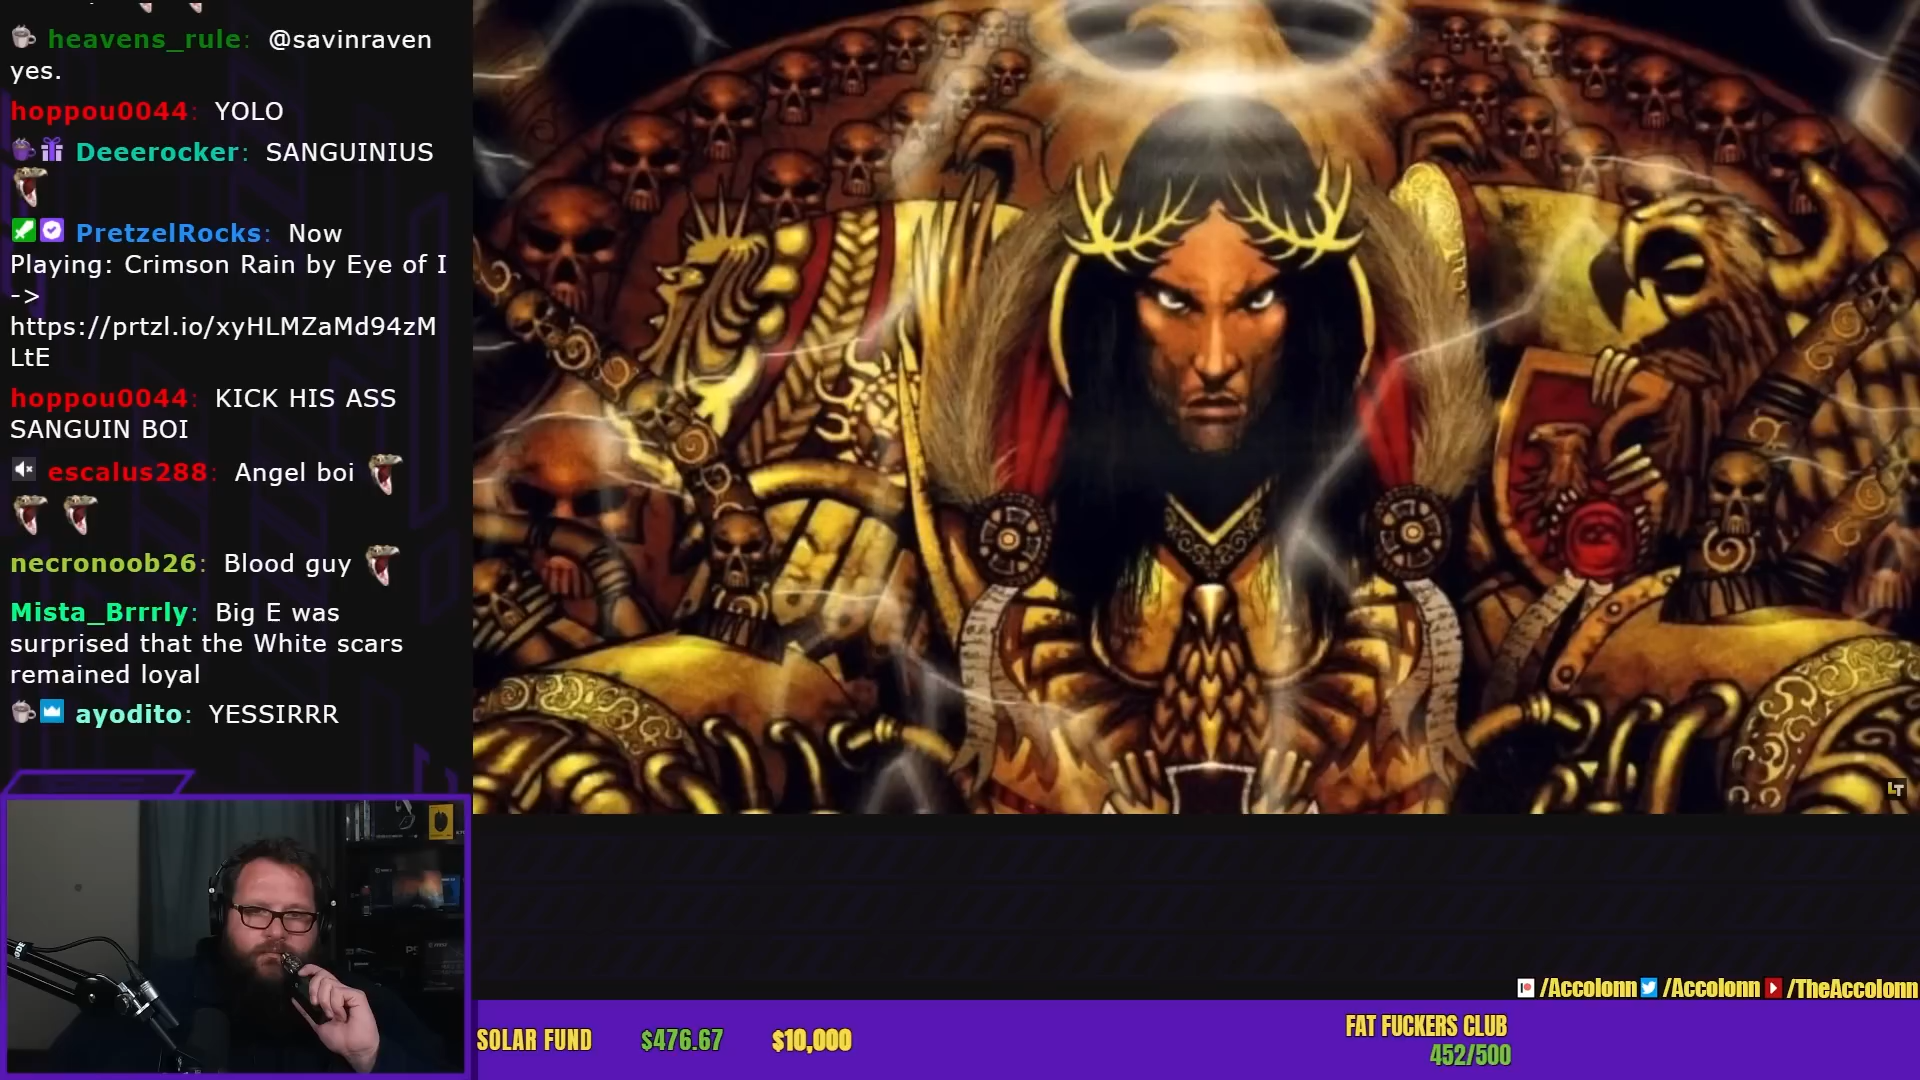 heavens_rule: @savinraven
yes.
hoppou0044: YOLO
Deeerocker: SANGUINIUS
PretzelRocks: Now
Playing: Crimson Rain by Eye of I
->
https://prtzl.io/xyHLMZaMd94zM
LtE
hoppou0044: KICK HIS ASS
SANGUIN BOI
escalus288: Angel boi
necronoob26: Blood guy
Mista_Brrrly: Big E was
surprised that the White scars
remained loyal
ayodito: YESSIRRR
LT
/Accolonn /Accolonn /TheAccolonn
SOLAR FUND $476.67 $10,000
FAT FUCKERS CLUB
452/500